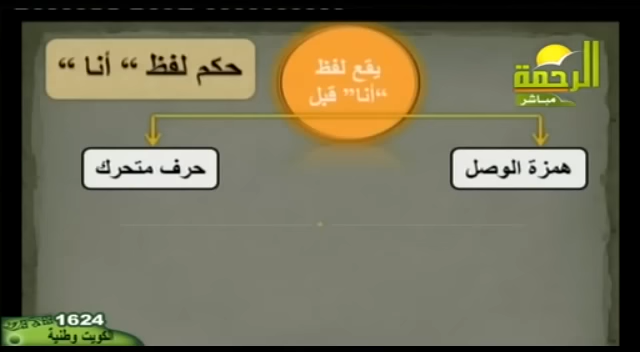 حكم لفظ “ أنا “
يقع لفظ
“أنا” قبل
الرحمة
مباشر
همزة الوصل
حرف متحرك
1624
الكويت وطنية